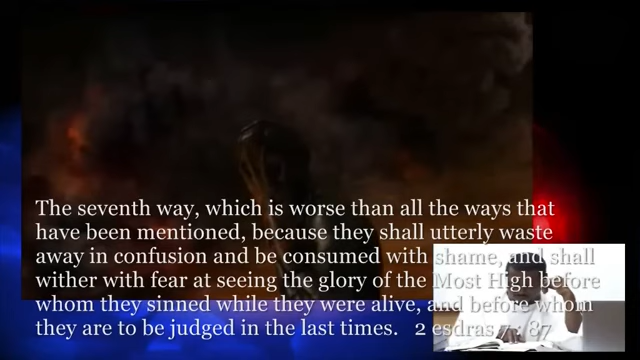 The seventh way, which is worse than all the ways that
have been mentioned, because they shall utterly waste
away in confusion and be consumed with shame, and shall
wither with fear at seeing the glory of the Most High before
whom they sinned while they were alive, and before whom
they are to be judged in the last times.   2 esdras 7 : 87